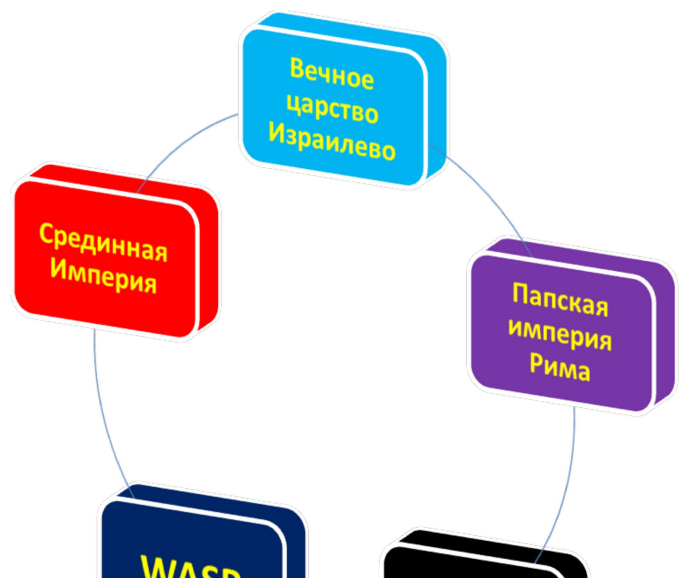 Вечное
царство
Израилево
Срединная
Империя
Папская
империя
Рима
WASP